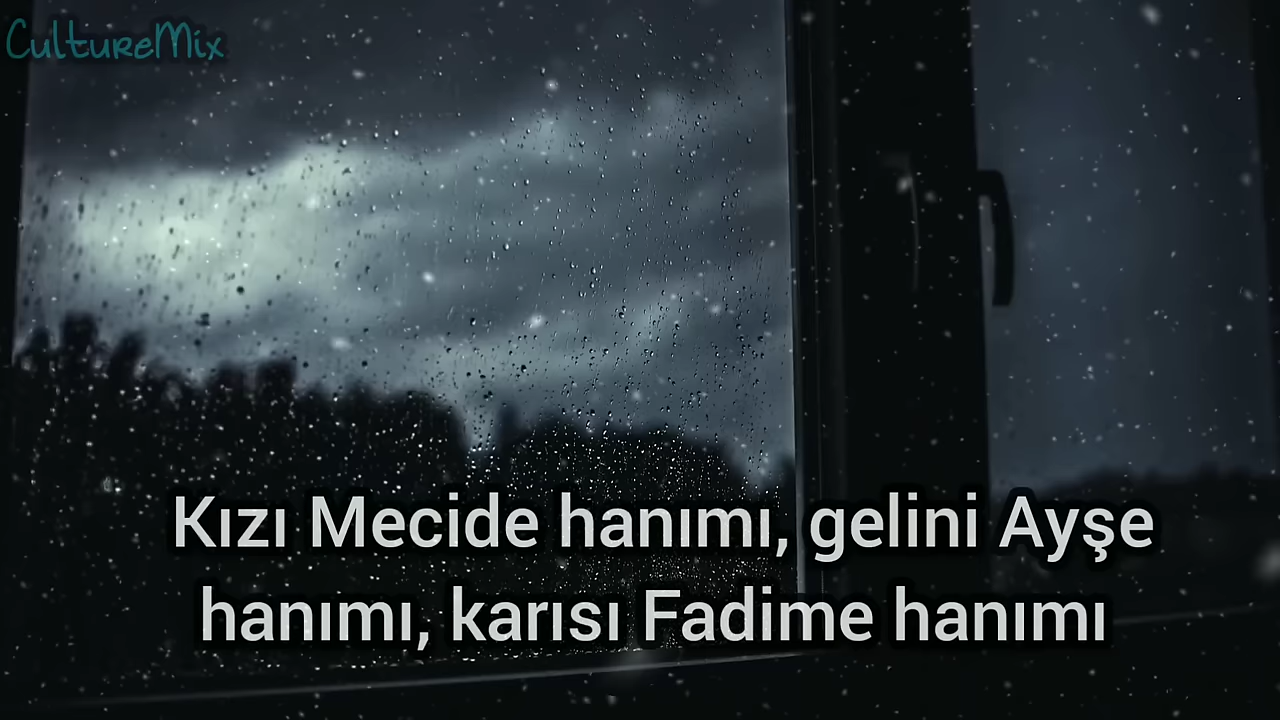 CultureMix
Kızı Mecide hanımı, gelini Ayşe
hanımı, karısı Fadime hanımı